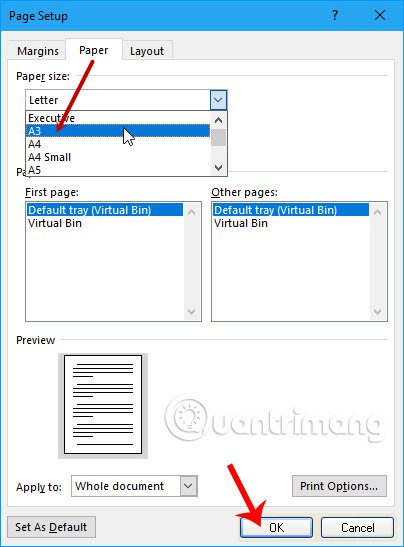 Page Setup
Margins
Paper
Layout
Paper size:
Letter
Executive
A3
A4
A4 Small
A5
First page:
Other pages:
Default tray (Virtual Bin)
Default tray (Virtual Bin)
Virtual Bin
Virtual Bin
Preview
Quantrimang
Apply to:
Whole document
Print Options...
Set As Default
OK
Cancel